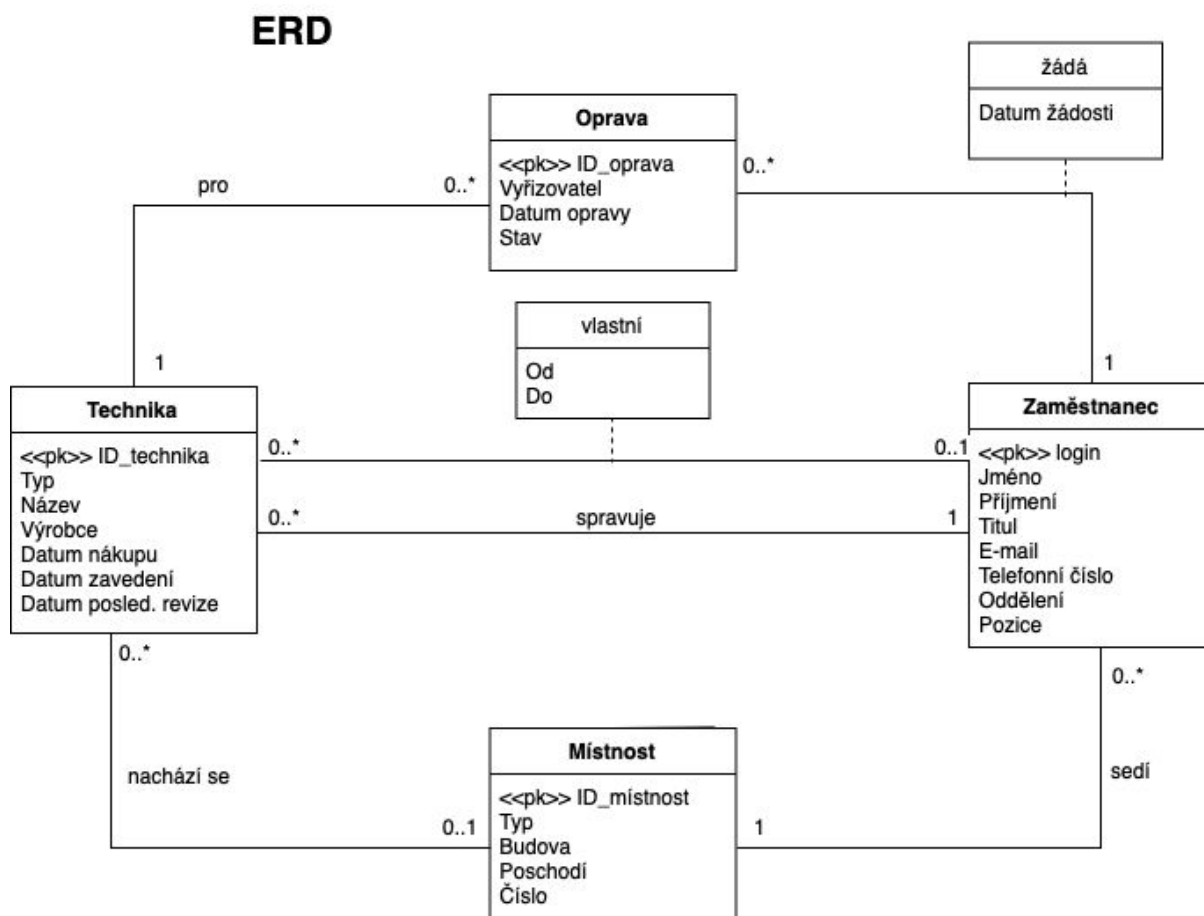 ERD
žádá
Datum žádosti
Oprava
<<pk>> ID_oprava
Vyřizovatel
Datum opravy
Stav
pro
0..*
0..*
1
1
vlastní
Od
Do
Technika
<<pk>> ID_technika
Typ
Název
Výrobce
Datum nákupu
Datum zavedení
Datum posled. revize
0..*
0..1
0..*
spravuje
1
Zaměstnanec
<<pk>> login
Jméno
Příjmení
Titul
E-mail
Telefonní číslo
Oddělení
Pozice
0..*
0..*
nachází se
sedí
0..1
1
Místnost
<<pk>> ID_místnost
Typ
Budova
Poschodí
Číslo